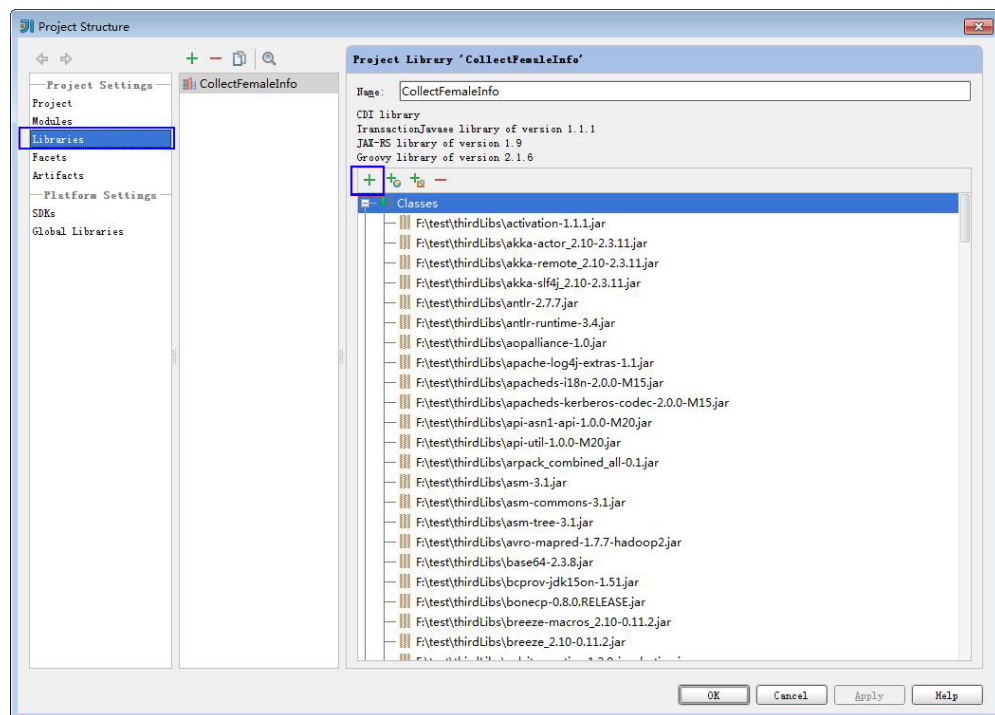 Project Structure
Project Settings
Project
Modules
Libraries
Facets
Artifacts
Platform Settings
SDKs
Global Libraries
CollectFemaleInfo
Project Library 'CollectFemaleInfo'
Name: CollectFemaleInfo
CDI library
TransactionJavaee library of version 1.1.1
JAX-RS library of version 1.9
Groovy library of version 2.1.6
Classes
F:\test\thirdLibs\activation-1.1.1.jar
F:\test\thirdLibs\akka-actor_2.10-2.3.11.jar
F:\test\thirdLibs\akka-remote_2.10-2.3.11.jar
F:\test\thirdLibs\akka-slf4j_2.10-2.3.11.jar
F:\test\thirdLibs\antlr-2.7.7.jar
F:\test\thirdLibs\antlr-runtime-3.4.jar
F:\test\thirdLibs\aopalliance-1.0.jar
F:\test\thirdLibs\apache-log4j-extras-1.1.jar
F:\test\thirdLibs\apacheds-i18n-2.0.0-M15.jar
F:\test\thirdLibs\apacheds-kerberos-codec-2.0.0-M15.jar
F:\test\thirdLibs\api-asn1-api-1.0.0-M20.jar
F:\test\thirdLibs\api-util-1.0.0-M20.jar
F:\test\thirdLibs\arpack_combined_all-0.1.jar
F:\test\thirdLibs\asm-3.1.jar
F:\test\thirdLibs\asm-commons-3.1.jar
F:\test\thirdLibs\asm-tree-3.1.jar
F:\test\thirdLibs\avro-mapred-1.7.7-hadoop2.jar
F:\test\thirdLibs\base64-2.3.8.jar
F:\test\thirdLibs\bcprov-jdk15on-1.51.jar
F:\test\thirdLibs\bonecp-0.8.0.RELEASE.jar
F:\test\thirdLibs\breeze-macros_2.10-0.11.2.jar
F:\test\thirdLibs\breeze_2.10-0.11.2.jar
OK Cancel Apply Help